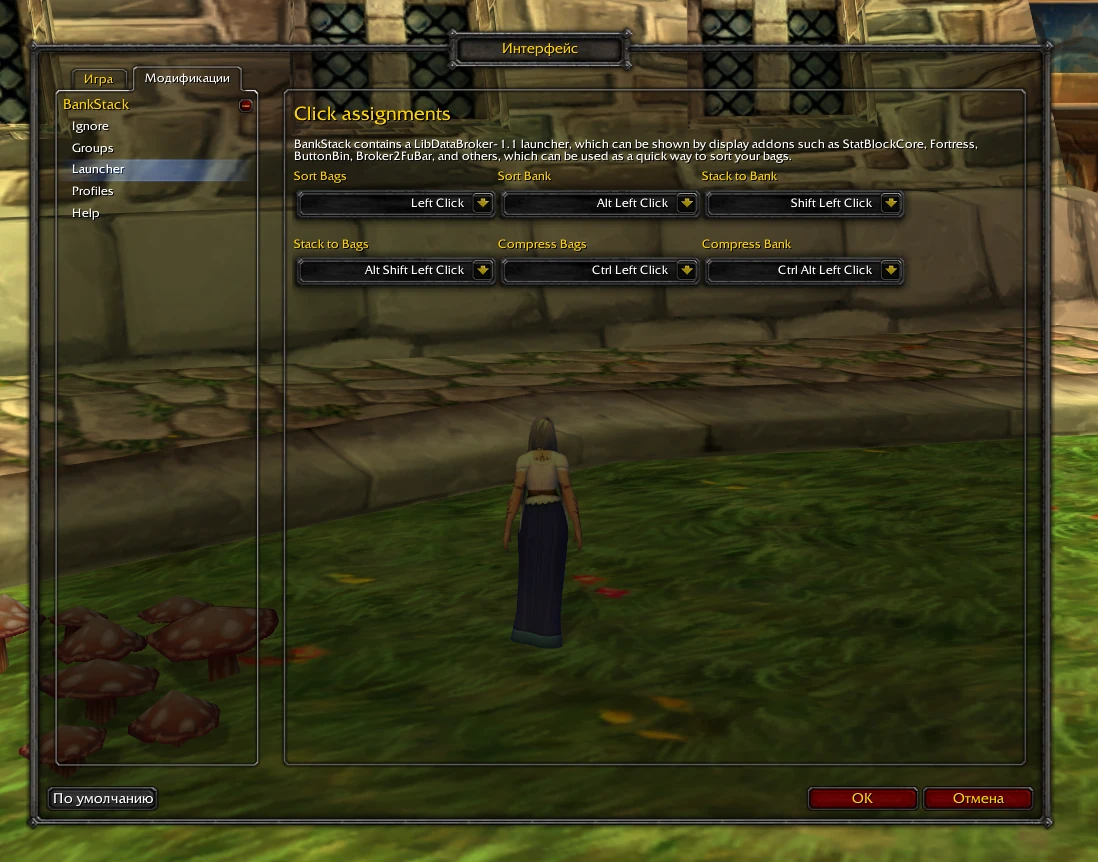 Интерфейс
Игра
Модификации
BankStack
Ignore
Groups
Launcher
Profiles
Help
Click assignments
BankStack contains a LibDataBroker-1.1 launcher, which can be shown by display addons such as StatBlockCore, Fortress,
ButtonBin, Broker2FuBar, and others, which can be used as a quick way to sort your bags.
Sort Bags
Sort Bank
Stack to Bank
Left Click
Alt Left Click
Shift Left Click
Stack to Bags
Compress Bags
Compress Bank
Alt Shift Left Click
Ctrl Left Click
Ctrl Alt Left Click
По умолчанию
OK
Отмена